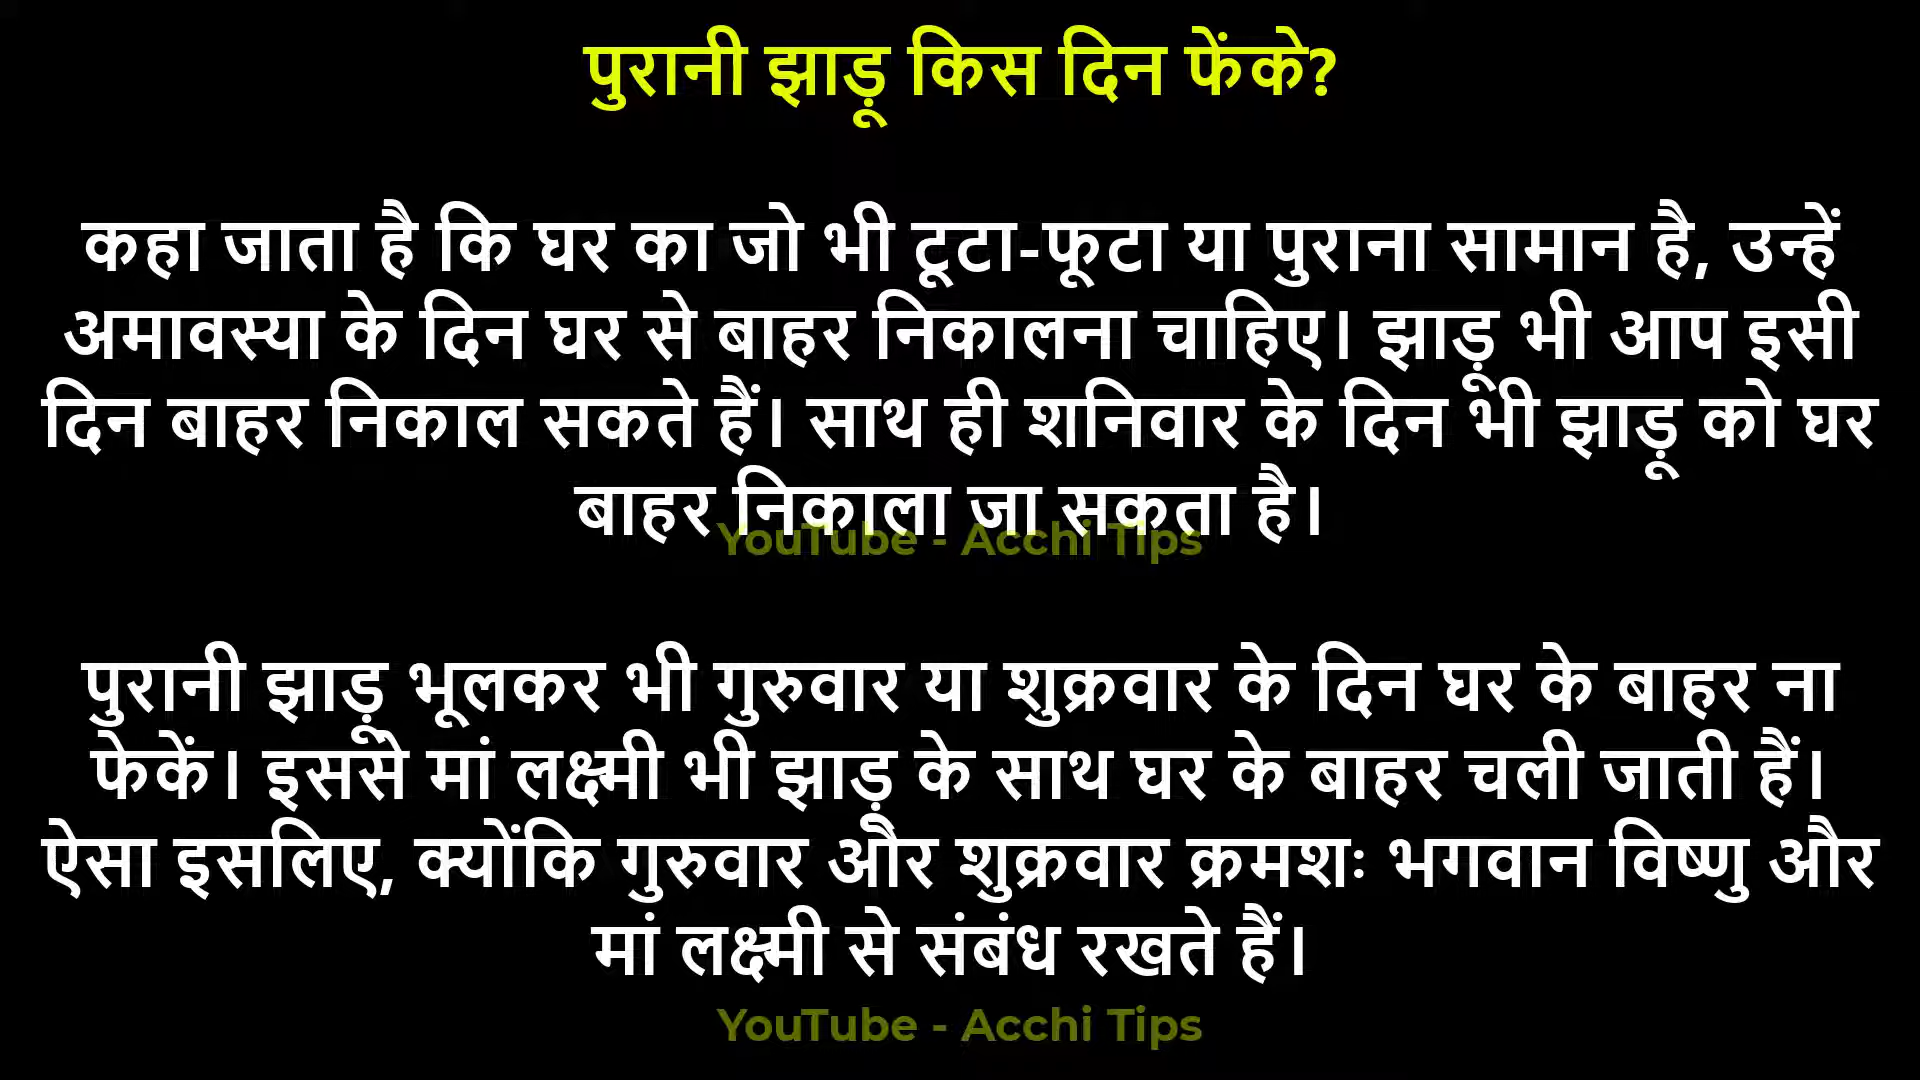 पुरानी झाड़ू किस दिन फेंके?
कहा जाता है कि घर का जो भी टूटा-फूटा या पुराना सामान है, उन्हें
अमावस्या के दिन घर से बाहर निकालना चाहिए। झाड़ू भी आप इसी
दिन बाहर निकाल सकते हैं। साथ ही शनिवार के दिन भी झाड़ू को घर
बाहर निकाला जा सकता है।
YouTube - Acchi Tips
पुरानी झाड़ू भूलकर भी गुरुवार या शुक्रवार के दिन घर के बाहर ना
फेकें। इससे मां लक्ष्मी भी झाड़ू के साथ घर के बाहर चली जाती हैं।
ऐसा इसलिए, क्योंकि गुरुवार और शुक्रवार क्रमशः भगवान विष्णु और
मां लक्ष्मी से संबंध रखते हैं।
YouTube - Acchi Tips